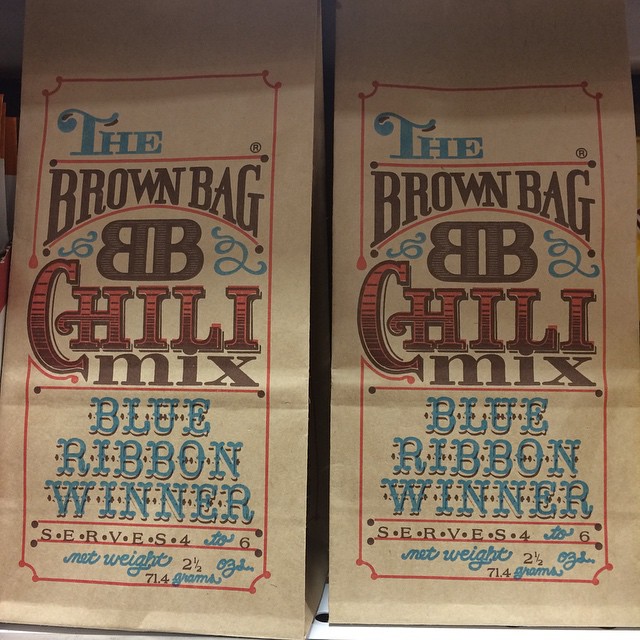 The ®
BROWN BAG
BB
CHILI
mix
BLUE
RIBBON
WINNER
S•E•R•V•E•S•4 to 6
net weight 2½ ozs.
71.4 grams
The ®
BROWN BAG
BB
CHILI
mix
BLUE
RIBBON
WINNER
S•E•R•V•E•S•4 to 6
net weight 2½ ozs.
71.4 grams